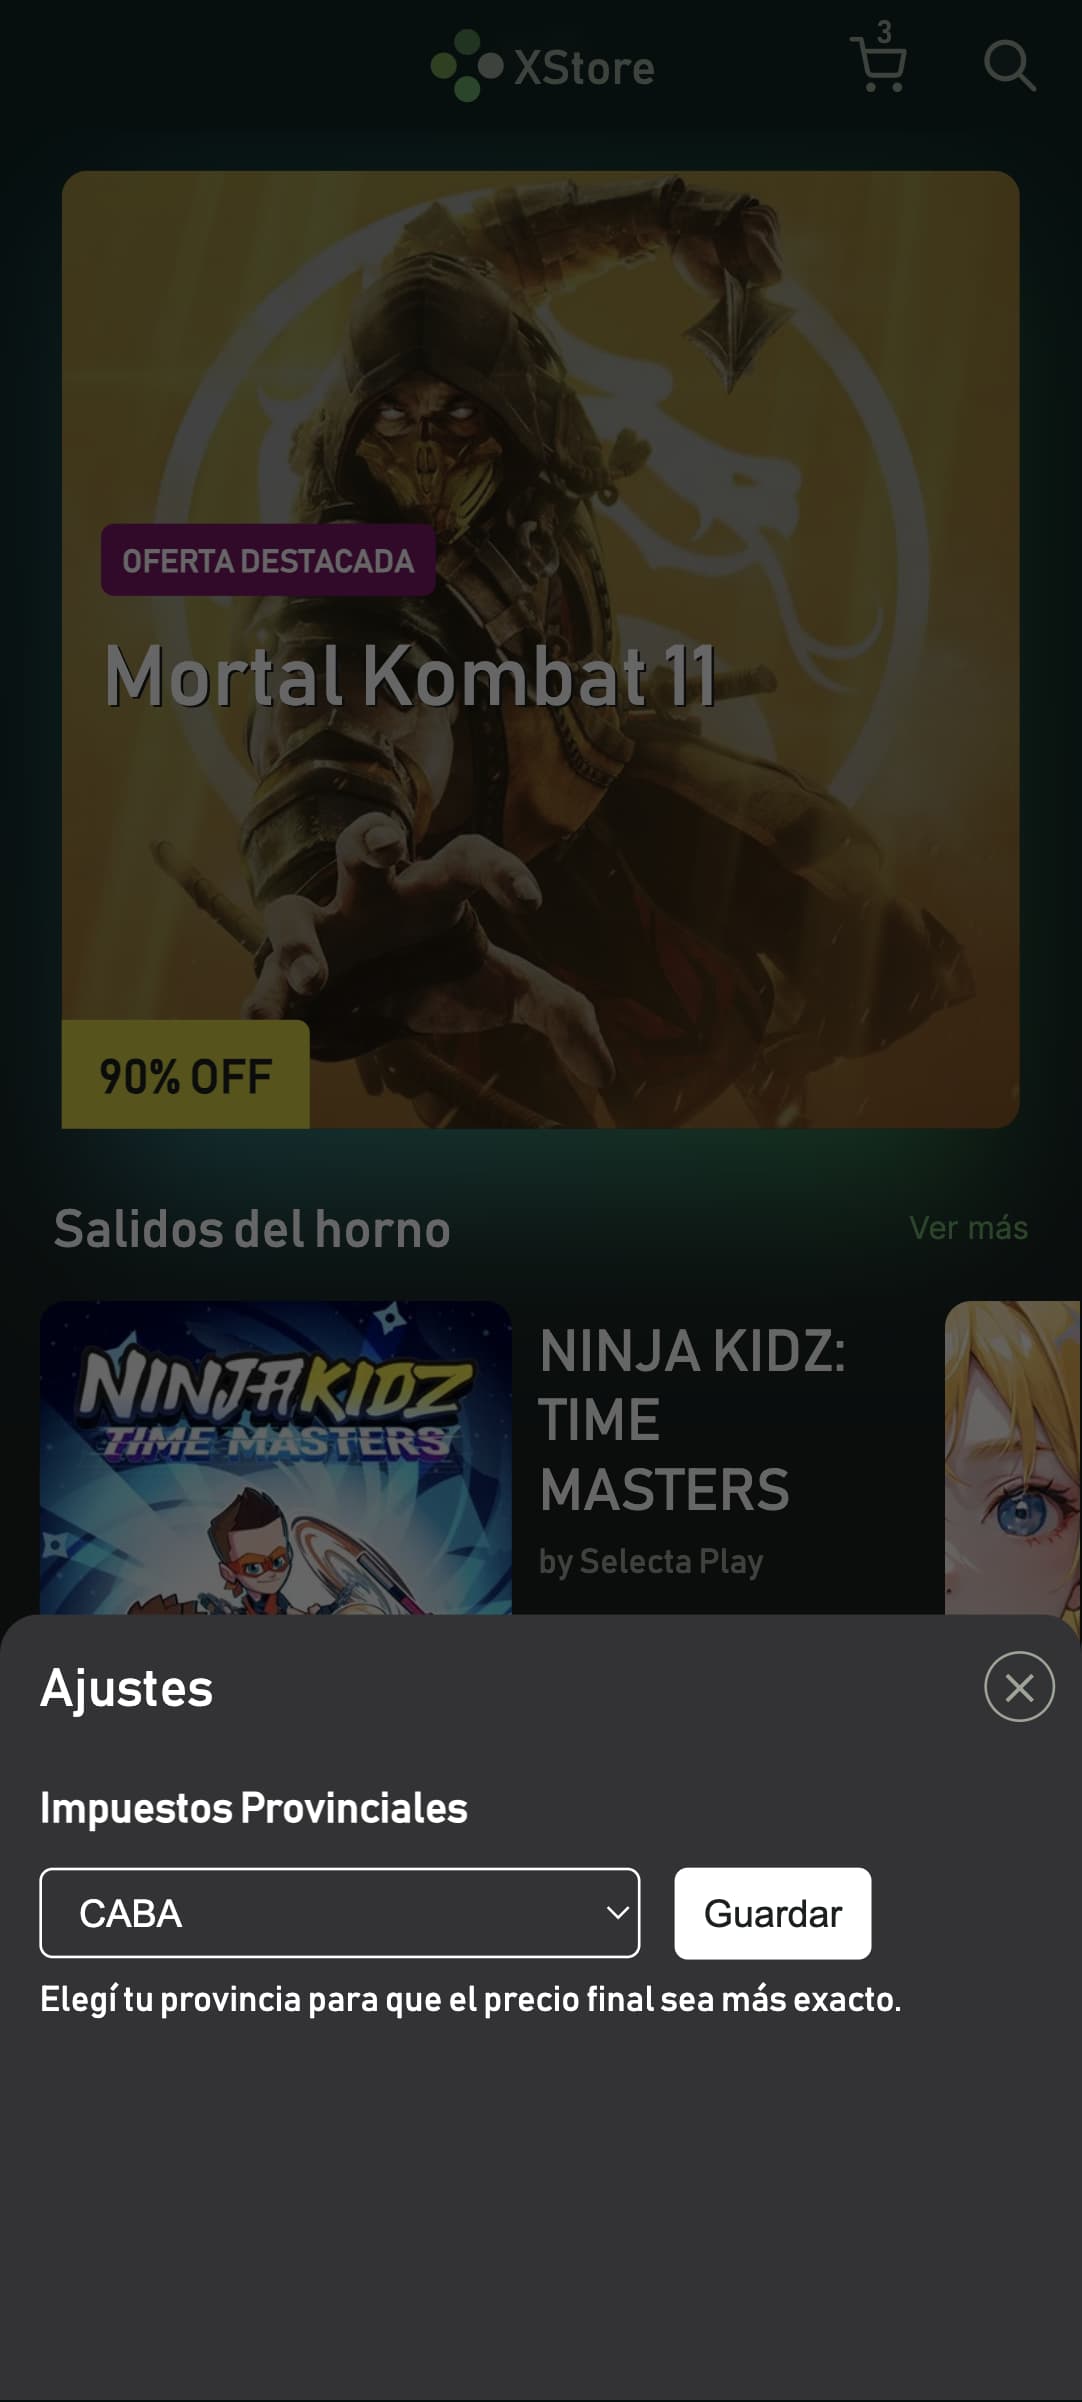 XStore
3
OFERTA DESTACADA
Mortal Kombat 11
90% OFF
Salidos del horno
Ver más
NINJA KIDZ
TIME MASTERS
NINJA KIDZ:
TIME
MASTERS
by Selecta Play
Ajustes
Impuestos Provinciales
CABA
Guardar
Elegí tu provincia para que el precio final sea más exacto.